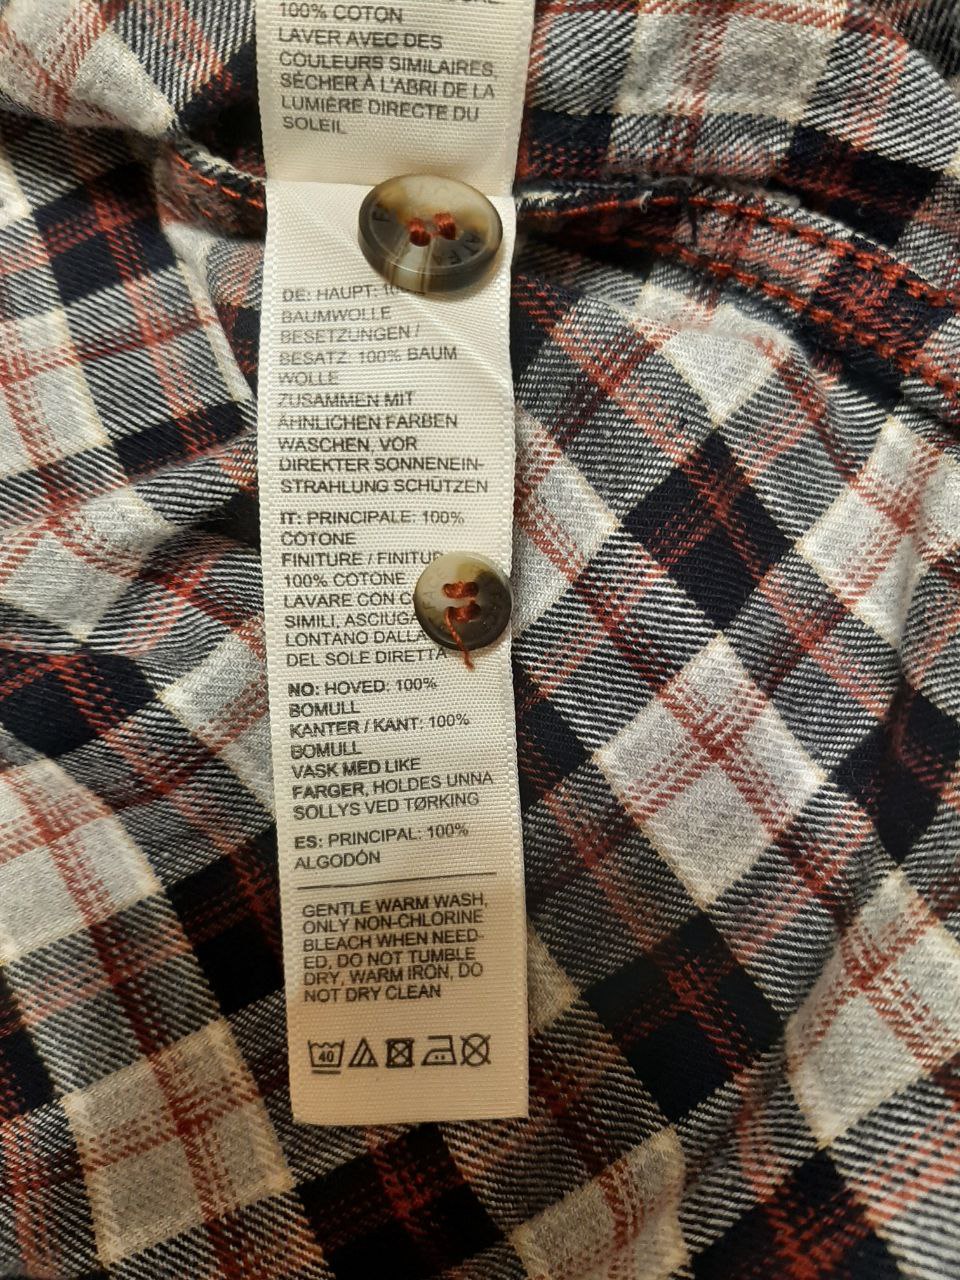 100% COTON
LAVER AVEC DES
COULEURS SIMILAIRES,
SÉCHER À L'ABRI DE LA
LUMIÈRE DIRECTE DU
SOLEIL
DE: HAUPT:
BAUMWOLLE
BESETZUNGEN /
BESATZ: 100% BAUM
WOLLE
ZUSAMMEN MIT
ÄHNLICHEN FARBEN
WASCHEN, VOR
DIREKTER SONNENEIN-
STRAHLUNG SCHÜTZEN
IT: PRINCIPALE: 100%
COTONE
FINITURE / FINITUR
100% COTONE
LAVARE CON C
SIMILI, ASCIUGA
LONTANO DALLA
DEL SOLE DIRETTA
NO: HOVED: 100%
BOMULL
KANTER / KANT: 100%
BOMULL
VASK MED LIKE
FARGER, HOLDES UNNA
SOLLYS VED TØRKING
ES: PRINCIPAL: 100%
ALGODÓN
GENTLE WARM WASH,
ONLY NON-CHLORINE
BLEACH WHEN NEED-
ED, DO NOT TUMBLE
DRY, WARM IRON, DO
NOT DRY CLEAN
40